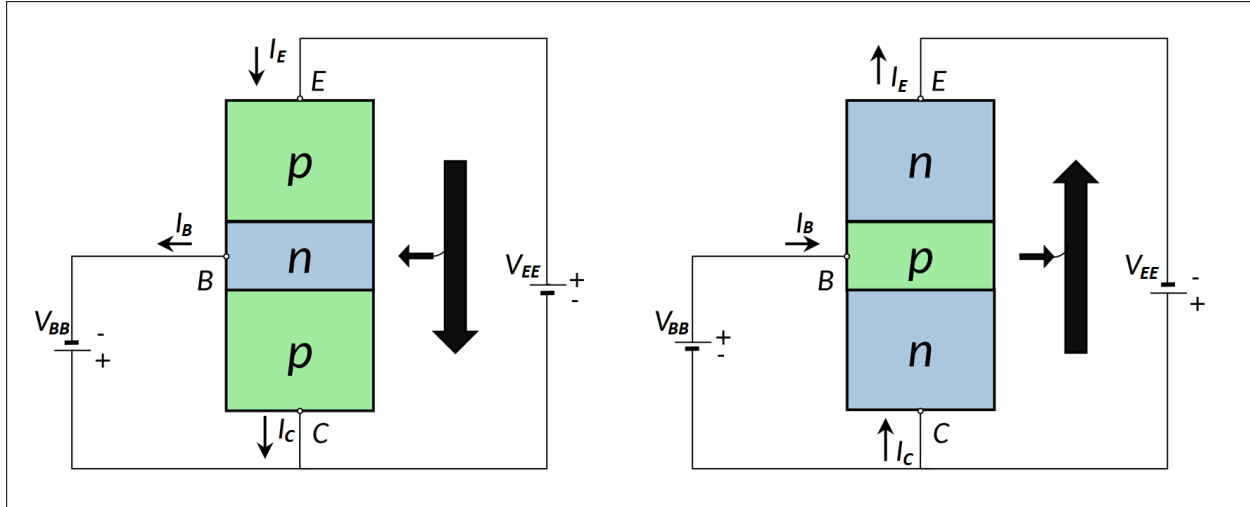 I_E
E
p
I_B
n
B
V_EE
+
-
V_BB
-
+
p
I_C
C
I_E
E
n
I_B
p
B
V_EE
-
+
V_BB
+
-
n
C
I_C